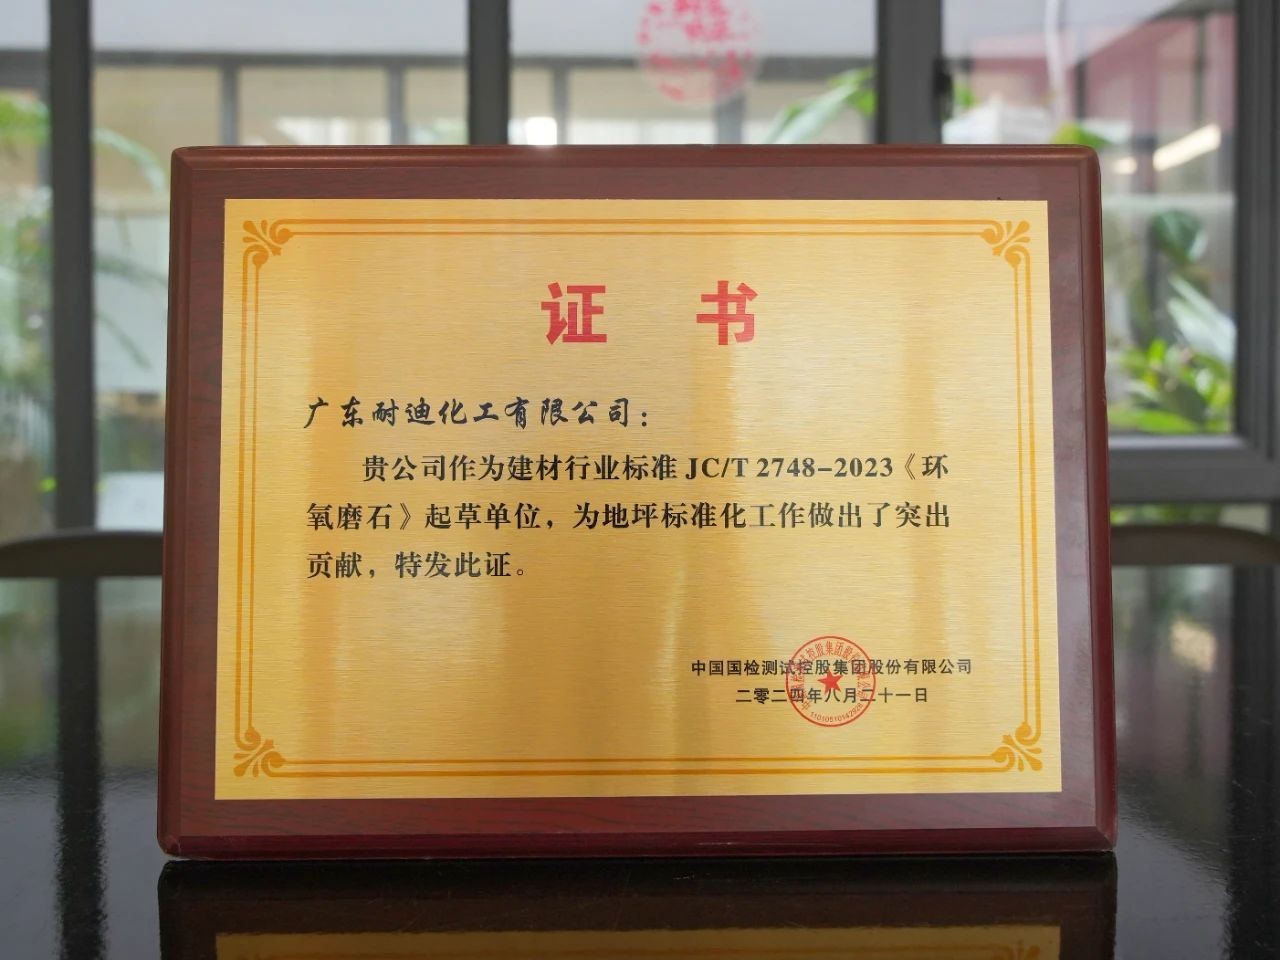 证 书
广东耐迪化工有限公司：
贵公司作为建材行业标准 JC/T 2748-2023《环
氧磨石》起草单位，为地坪标准化工作做出了突出
贡献，特发此证。
中国国检测试控股集团股份有限公司
二零二四年八月二十一日